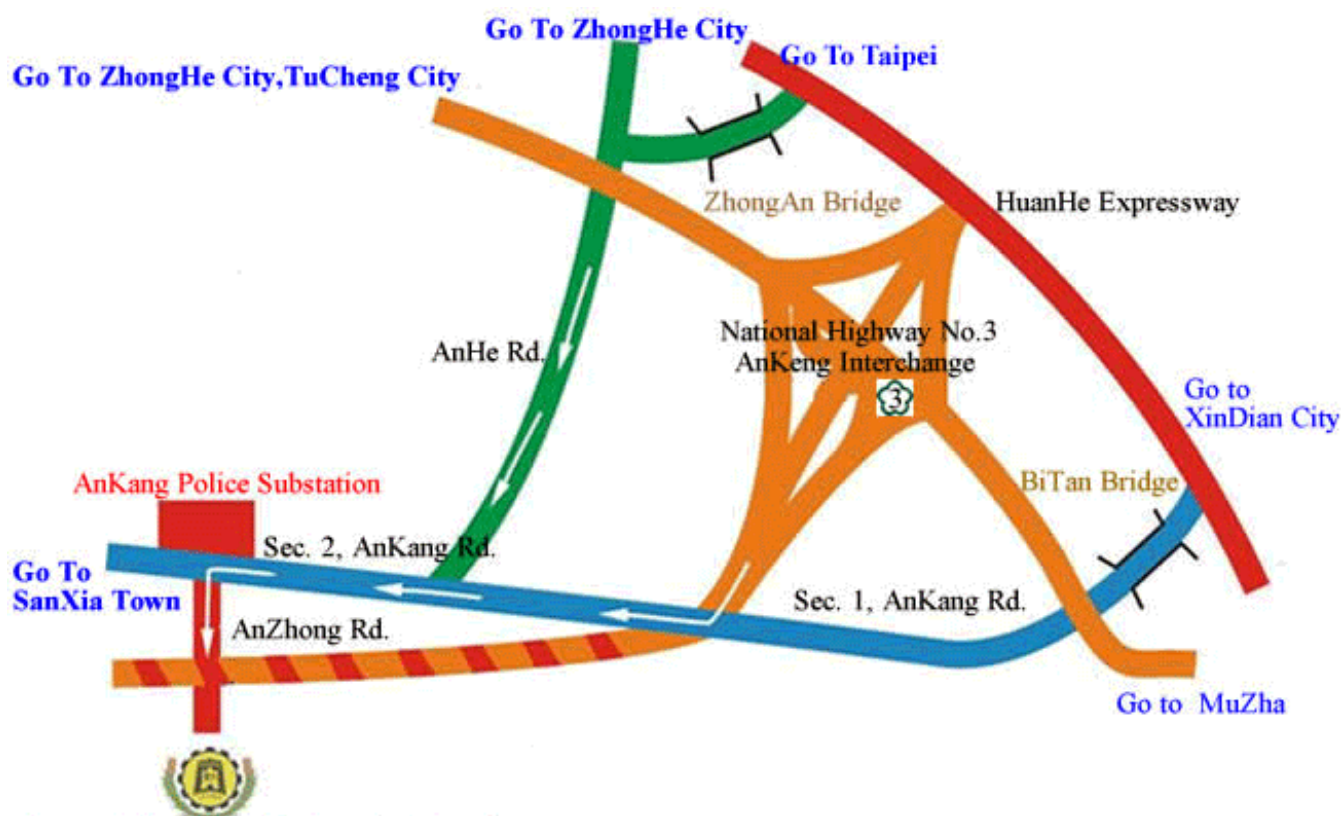 Go To ZhongHe City
Go To Taipei
Go To ZhongHe City,TuCheng City
ZhongAn Bridge
HuanHe Expressway
National Highway No.3
AnKeng Interchange
3
AnHe Rd.
Go to
XinDian City
BiTan Bridge
AnKang Police Substation
Sec. 2, AnKang Rd.
Go To
SanXia Town
Sec. 1, AnKang Rd.
AnZhong Rd.
Go to MuZha